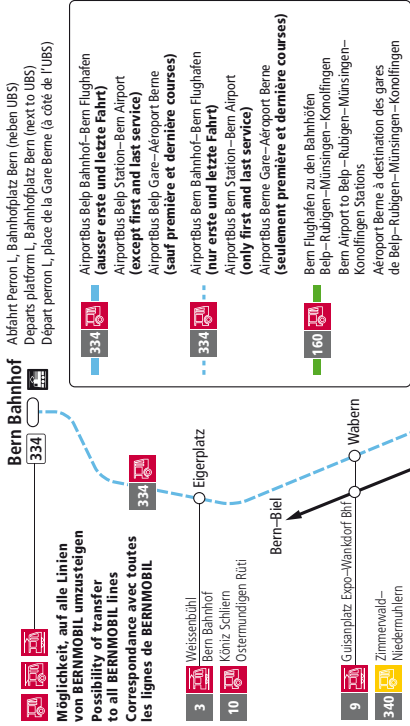 Bern Bahnhof
334
Abfahrt Perron L, Bahnhofplatz Bern (neben UBS)
Departs platform L, Bahnhofplatz Bern (next to UBS)
Départ perron L, place de la Gare Berne (à côté de l'UBS)
Möglichkeit, auf alle Linien
von BERNMOBIL umzusteigen
Possibility of transfer
to all BERNMOBIL lines
Correspondance avec toutes
les lignes de BERNMOBIL
334
3
Weissenbühl
Bern Bahnhof
10
Köniz Schliern
Ostermundigen Rüti
Eigerplatz
Bern–Biel
9
Guisanplatz Expo–Wankdorf Bhf
Wabern
340
Zimmerwald–
Niedermuhlern
334
AirportBus Belp Bahnhof–Bern Flughafen
(ausser erste und letzte Fahrt)
AirportBus Belp Station–Bern Airport
(except first and last service)
AirportBus Belp Gare–Aéroport Berne
(sauf première et dernière courses)
334
AirportBus Bern Bahnhof–Bern Flughafen
(nur erste und letzte Fahrt)
AirportBus Bern Station–Bern Airport
(only first and last service)
AirportBus Berne Gare–Aéroport Berne
(seulement première et dernière courses)
160
Bern Flughafen zu den Bahnhöfen
Belp–Rubigen–Münsingen–Konolfingen
Bern Airport to Belp–Rubigen–Münsingen–
Konolfingen Stations
Aéroport Berne à destination des gares
de Belp–Rubigen–Münsingen–Konolfingen